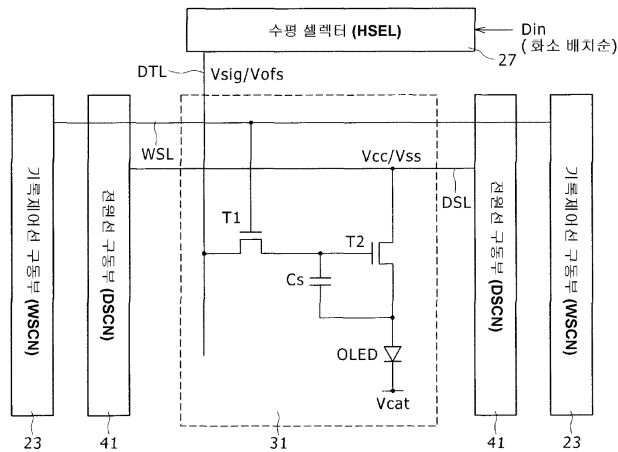 수평 셀렉터 (HSEL)
Din
( 화소 배치순 )
27
DTL
Vsig/Vofs
WSL
Vcc/Vss
DSL
T1
T2
Cs
OLED
Vcat
기록제어선 구동부 (WSCN)
전원선 구동부 (DSCN)
전원선 구동부 (DSCN)
기록제어선 구동부 (WSCN)
23
41
31
41
23